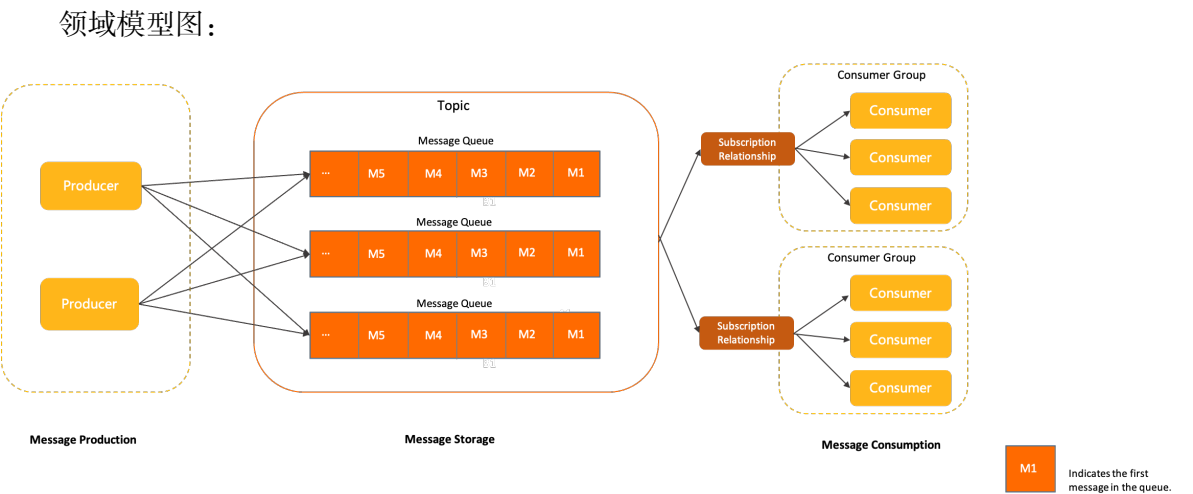 领域模型图：
Producer
Producer
Message Production
Topic
Message Queue
... M5 M4 M3 M2 M1
Message Queue
... M5 M4 M3 M2 M1
Message Queue
... M5 M4 M3 M2 M1
Message Storage
Subscription
Relationship
Consumer Group
Consumer
Consumer
Consumer
Subscription
Relationship
Consumer Group
Consumer
Consumer
Consumer
Message Consumption
M1
Indicates the first
message in the queue.